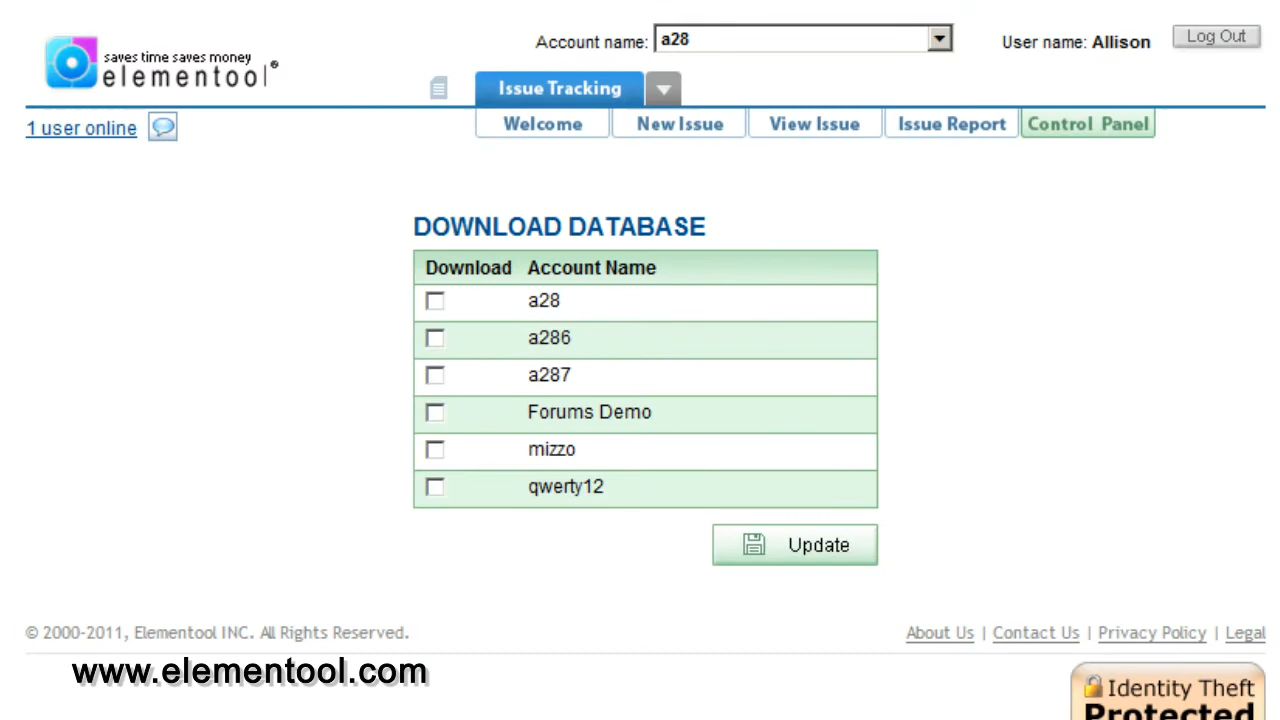 Account name: a28 User name: Allison Log Out
saves time saves money
elementool®
Issue Tracking
1 user online Welcome New Issue View Issue Issue Report Control Panel
DOWNLOAD DATABASE
Download Account Name
a28
a286
a287
Forums Demo
mizzo
qwerty12
Update
© 2000-2011, Elementool INC. All Rights Reserved. About Us | Contact Us | Privacy Policy | Legal
www.elementool.com
Identity Theft
Protected